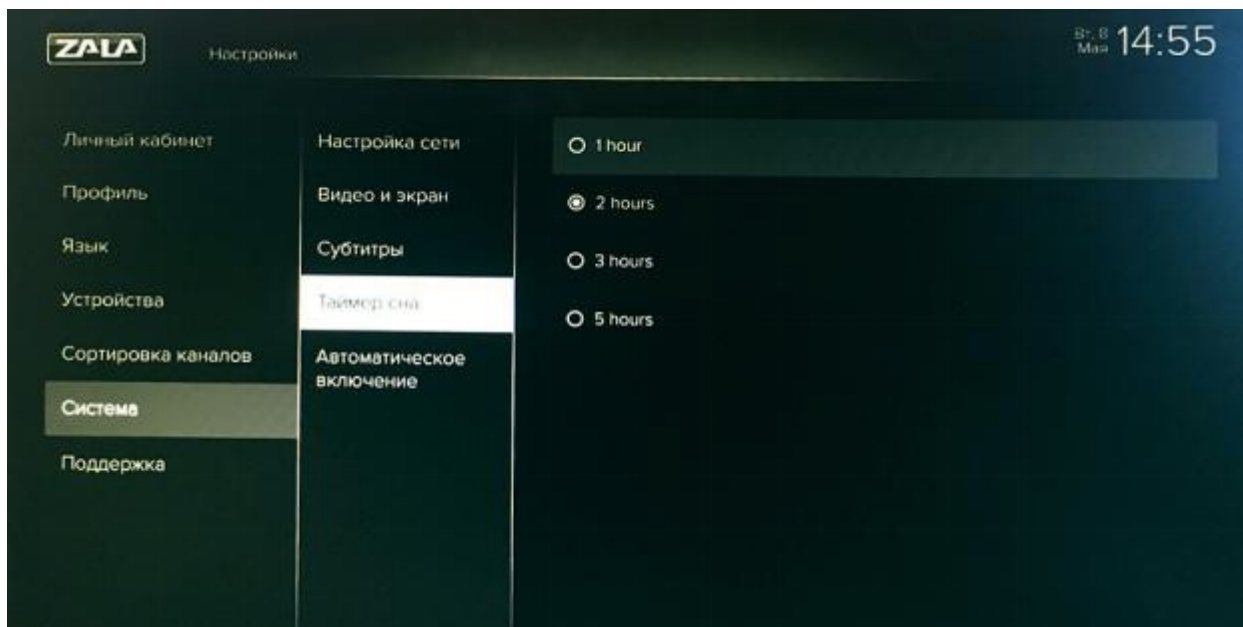 ZALA
Настройки
Вт, 8
Мая
14:55
Личный кабинет
Профиль
Язык
Устройства
Сортировка каналов
Система
Поддержка
Настройка сети
Видео и экран
Субтитры
Таймер сна
Автоматическое
включение
1 hour
2 hours
3 hours
5 hours